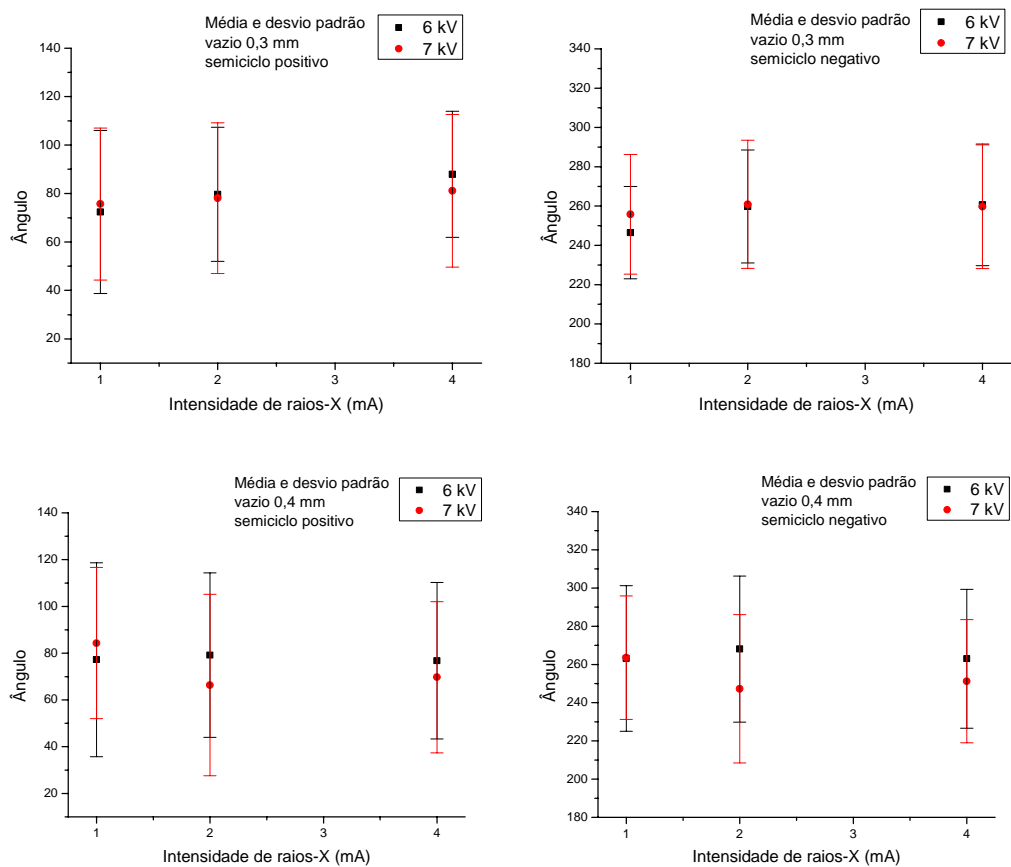 Média e desvio padrão
vazio 0,3 mm
semiciclo positivo
6 kV
7 kV
140
120
100
80
60
40
20
Ângulo
1
2
3
4
Intensidade de raios-X (mA)
Média e desvio padrão
vazio 0,3 mm
semiciclo negativo
6 kV
7 kV
340
320
300
280
260
240
220
200
180
Ângulo
1
2
3
4
Intensidade de raios-X (mA)
Média e desvio padrão
vazio 0,4 mm
semiciclo positivo
6 kV
7 kV
140
120
100
80
60
40
20
Ângulo
1
2
3
4
Intensidade de raios-X (mA)
Média e desvio padrão
vazio 0,4 mm
semiciclo negativo
6 kV
7 kV
340
320
300
280
260
240
220
200
180
Ângulo
1
2
3
4
Intensidade de raios-X (mA)